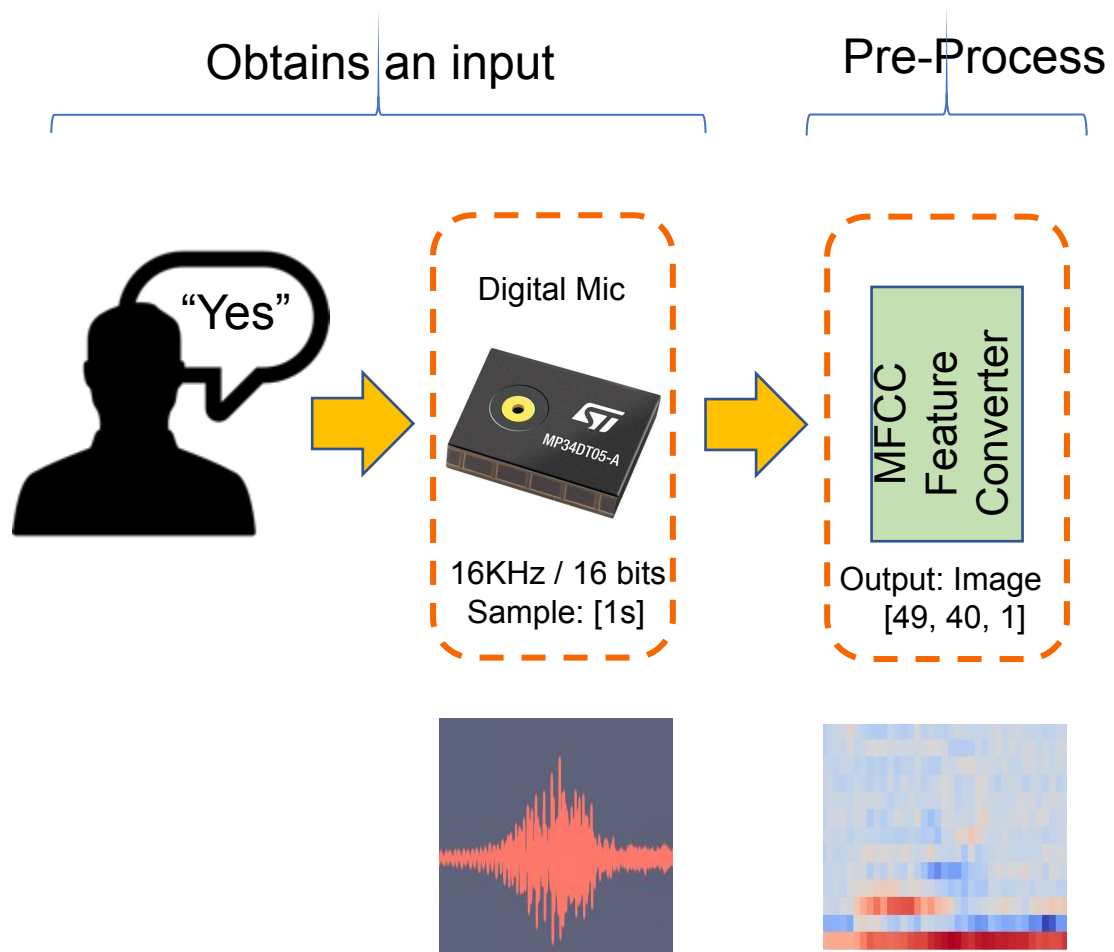 Obtains an input
Pre-Process
“Yes”
Digital Mic
ST
MP34DT05-A
16KHz / 16 bits
Sample: [1s]
MFCC
Feature
Converter
Output: Image
[49, 40, 1]